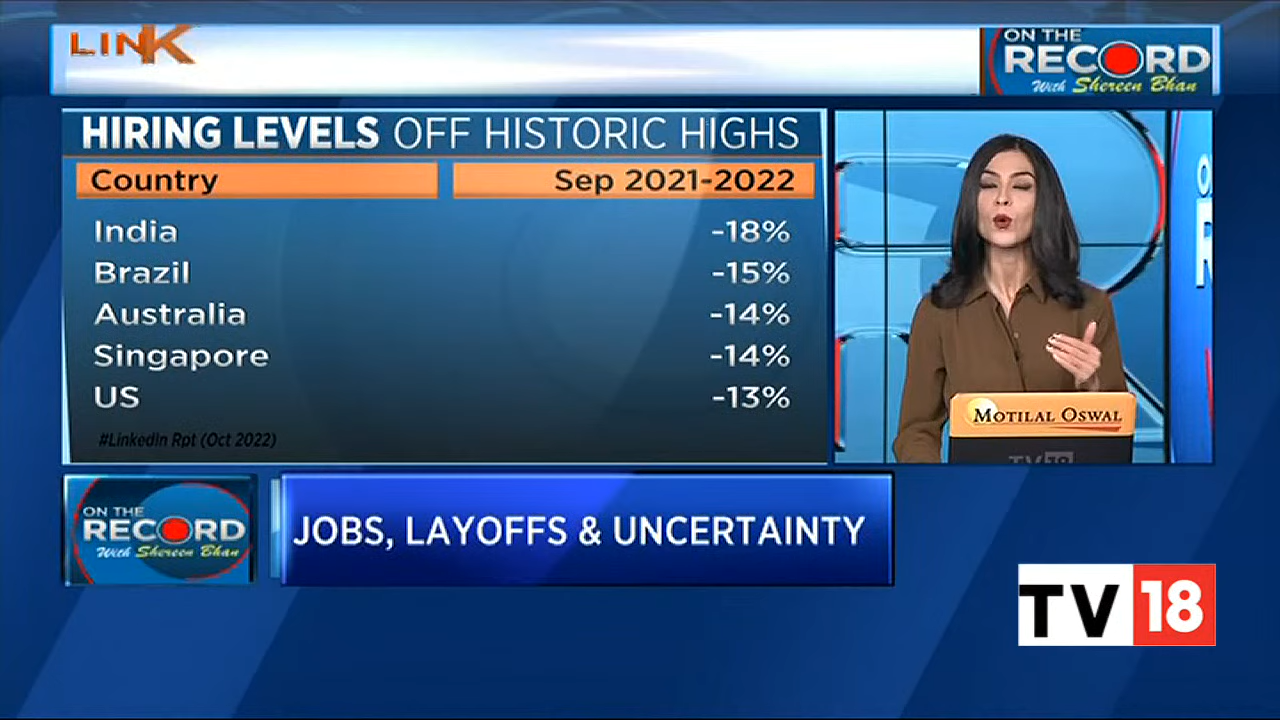 LINK
ON THE
RECORD
With Shereen Bhan
HIRING LEVELS OFF HISTORIC HIGHS
Country Sep 2021-2022
India -18%
Brazil -15%
Australia -14%
Singapore -14%
US -13%
#LinkedIn Rpt (Oct 2022)
MOTILAL OSWAL
TV18
ON THE
RECORD
With Shereen Bhan
JOBS, LAYOFFS & UNCERTAINTY
TV18